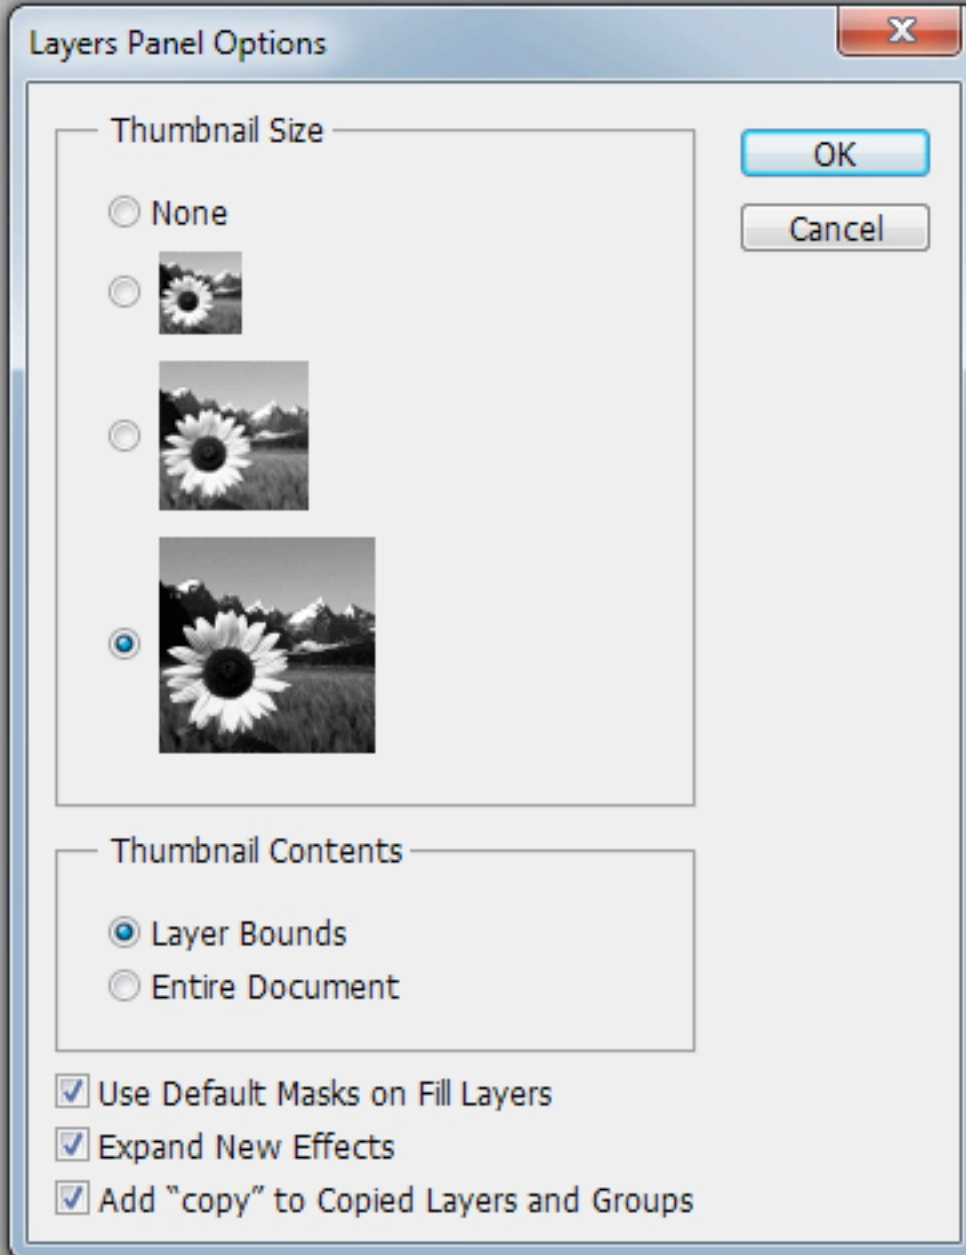 Layers Panel Options
Thumbnail Size
OK
None
Cancel
Thumbnail Contents
Layer Bounds
Entire Document
Use Default Masks on Fill Layers
Expand New Effects
Add “copy” to Copied Layers and Groups